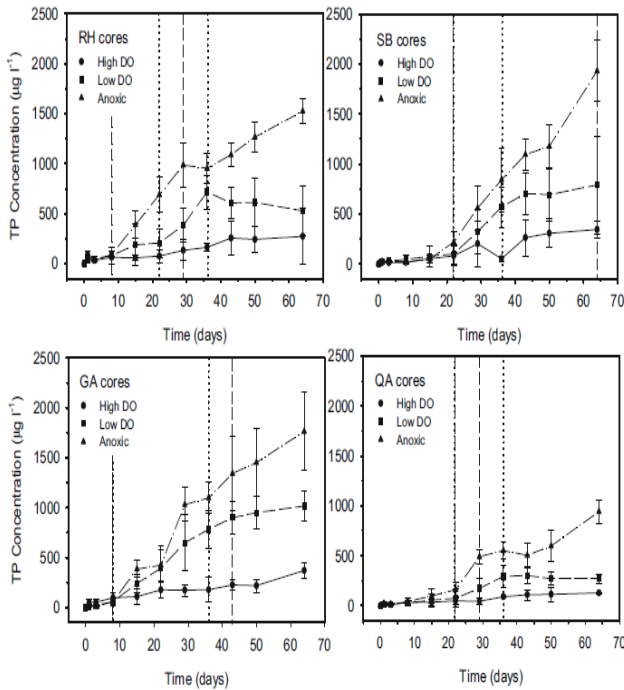 RH cores
High DO
Low DO
Anoxic
TP Concentration (µg l⁻¹)
2500
2000
1500
1000
500
0
0 10 20 30 40 50 60 70
Time (days)
SB cores
High DO
Low DO
Anoxic
2500
2000
1500
1000
500
0
0 10 20 30 40 50 60 70
Time (days)
GA cores
High DO
Low DO
Anoxic
TP Concentration (µg l⁻¹)
2500
2000
1500
1000
500
0
0 10 20 30 40 50 60 70
Time (days)
QA cores
High DO
Low DO
Anoxic
2500
2000
1500
1000
500
0
0 10 20 30 40 50 60 70
Time (days)